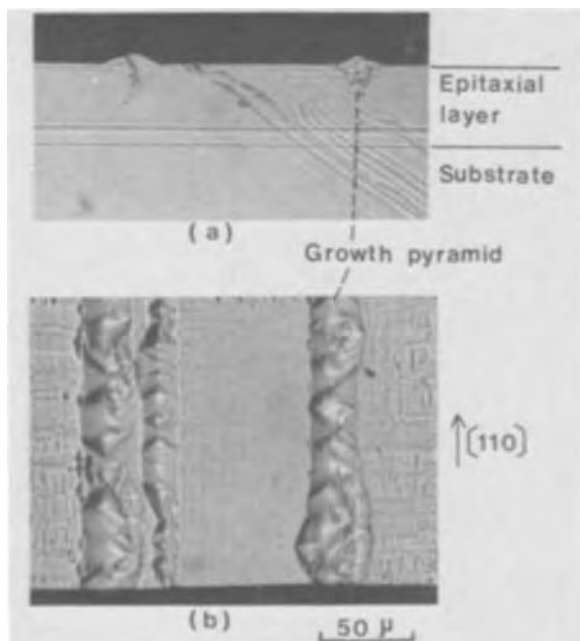 Epitaxial
layer
Substrate
(a)
Growth pyramid
[110]
(b)
50 μ